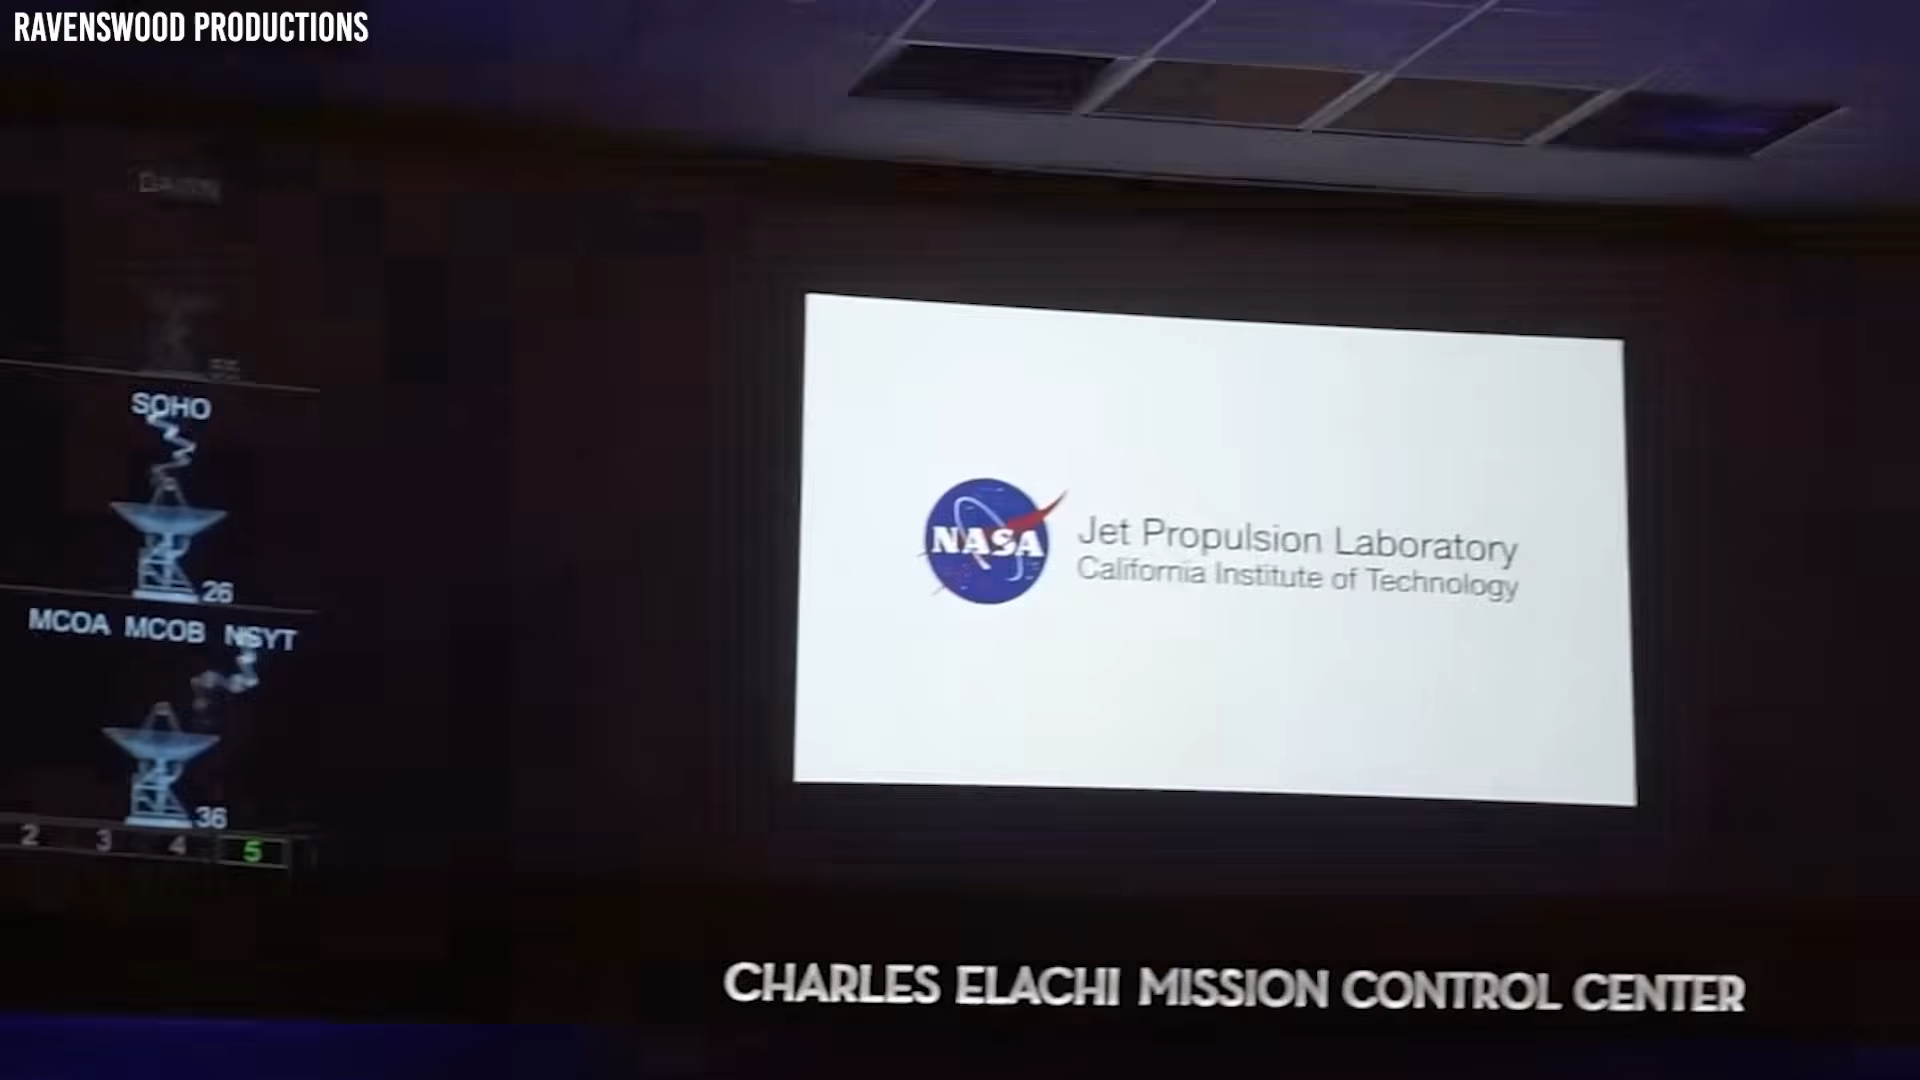 RAVENSWOOD PRODUCTIONS
SOHO
26
MCOA MCOB NSYT
36
2 3 4 5
NASA
Jet Propulsion Laboratory
California Institute of Technology
CHARLES ELACHI MISSION CONTROL CENTER